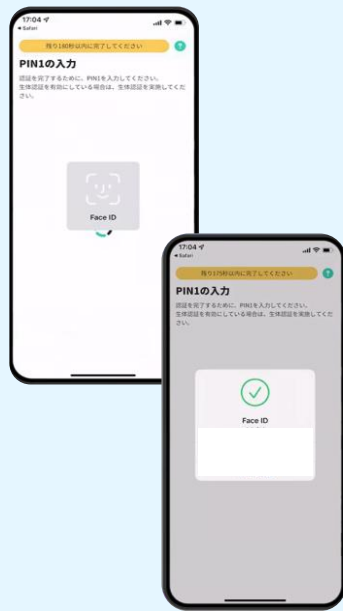 17:04
◀ Safari
残り180秒以内に完了してください
?
PIN1の入力
認証を完了するために、PIN1を入力してください。
生体認証を有効にしている場合は、生体認証を実施してくだ
さい。
Face ID
17:04
◀ Safari
残り175秒以内に完了してください
?
PIN1の入力
認証を完了するために、PIN1を入力してください。
生体認証を有効にしている場合は、生体認証を実施してくだ
さい。
Face ID